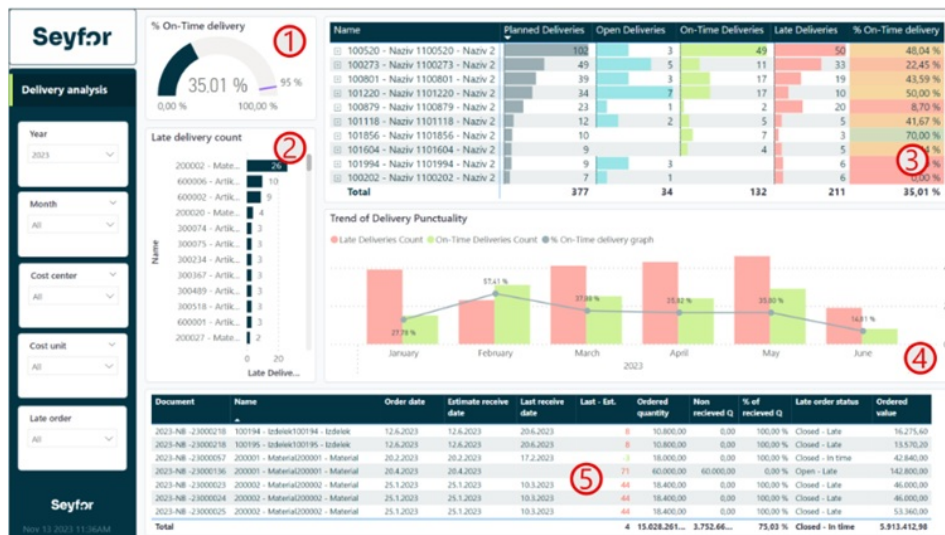 Seyfor
Delivery analysis
Year
2023
Month
All
Cost center
All
Cost unit
All
Late order
All
Seyfor
Nov 13 2023 11:36AM
% On-Time delivery
1
35,01 %
95 %
0,00 %
100,00 %
Late delivery count
2
Name
200002 - Mate... 26
600006 - Artik... 10
600002 - Artik... 9
200020 - Mate... 4
300074 - Artik... 3
300075 - Artik... 3
300234 - Artik... 3
300367 - Artik... 3
300489 - Artik... 3
300518 - Artik... 3
600001 - Artik... 3
200027 - Mate... 2
0 20
Late Delive...
Name Planned Deliveries Open Deliveries On-Time Deliveries Late Deliveries % On-Time delivery
100520 - Naziv 1100520 - Naziv 2 102 3 49 50 48,04 %
100273 - Naziv 1100273 - Naziv 2 49 5 11 33 22,45 %
100801 - Naziv 1100801 - Naziv 2 39 3 17 19 43,59 %
101220 - Naziv 1101220 - Naziv 2 34 7 17 10 50,00 %
100879 - Naziv 1100879 - Naziv 2 23 1 2 20 8,70 %
101118 - Naziv 1101118 - Naziv 2 12 2 5 5 41,67 %
101856 - Naziv 1101856 - Naziv 2 10 7 3 70,00 %
101604 - Naziv 1101604 - Naziv 2 9 4 5
101994 - Naziv 1101994 - Naziv 2 9 3 6
100202 - Naziv 1100202 - Naziv 2 7 1 6 0,00 %
Total 377 34 132 211 35,01 %
3
Trend of Delivery Punctuality
Late Deliveries Count On-Time Deliveries Count % On-Time delivery graph
27,78 % 57,41 % 35,82 % 35,80 % 14,81 %
January February March April May June
2023
4
Document Name Order date Estimate receive date Last receive date Last - Est. Ordered quantity Non recieved Q % of recieved Q Late order status Ordered value
2023-NB -23000218 100194 - Izdelek100194 - Izdelek 12.6.2023 12.6.2023 20.6.2023 8 10.800,00 0,00 100,00 % Closed - Late 16.275,60
2023-NB -23000218 100195 - Izdelek100195 - Izdelek 12.6.2023 12.6.2023 20.6.2023 8 10.800,00 0,00 100,00 % Closed - Late 13.570,20
2023-NB -23000057 200001 - Material200001 - Material 20.2.2023 20.2.2023 17.2.2023 -3 18.000,00 0,00 100,00 % Closed - In time 42.840,00
2023-NB -23000136 200001 - Material200001 - Material 20.4.2023 20.4.2023 71 60.000,00 60.000,00 0,00 % Open - Late 142.800,00
2023-NB -23000023 200002 - Material200002 - Material 25.1.2023 25.1.2023 10.3.2023 44 18.400,00 0,00 100,00 % Closed - Late 46.000,00
2023-NB -23000024 200002 - Material200002 - Material 25.1.2023 25.1.2023 10.3.2023 44 18.400,00 0,00 100,00 % Closed - Late 46.000,00
2023-NB -23000025 200002 - Material200002 - Material 25.1.2023 25.1.2023 10.3.2023 44 18.400,00 0,00 100,00 % Closed - Late 53.360,00
Total 4 15.028.261... 3.752.66... 75,03 % Closed - In time 5.913.412,98
5